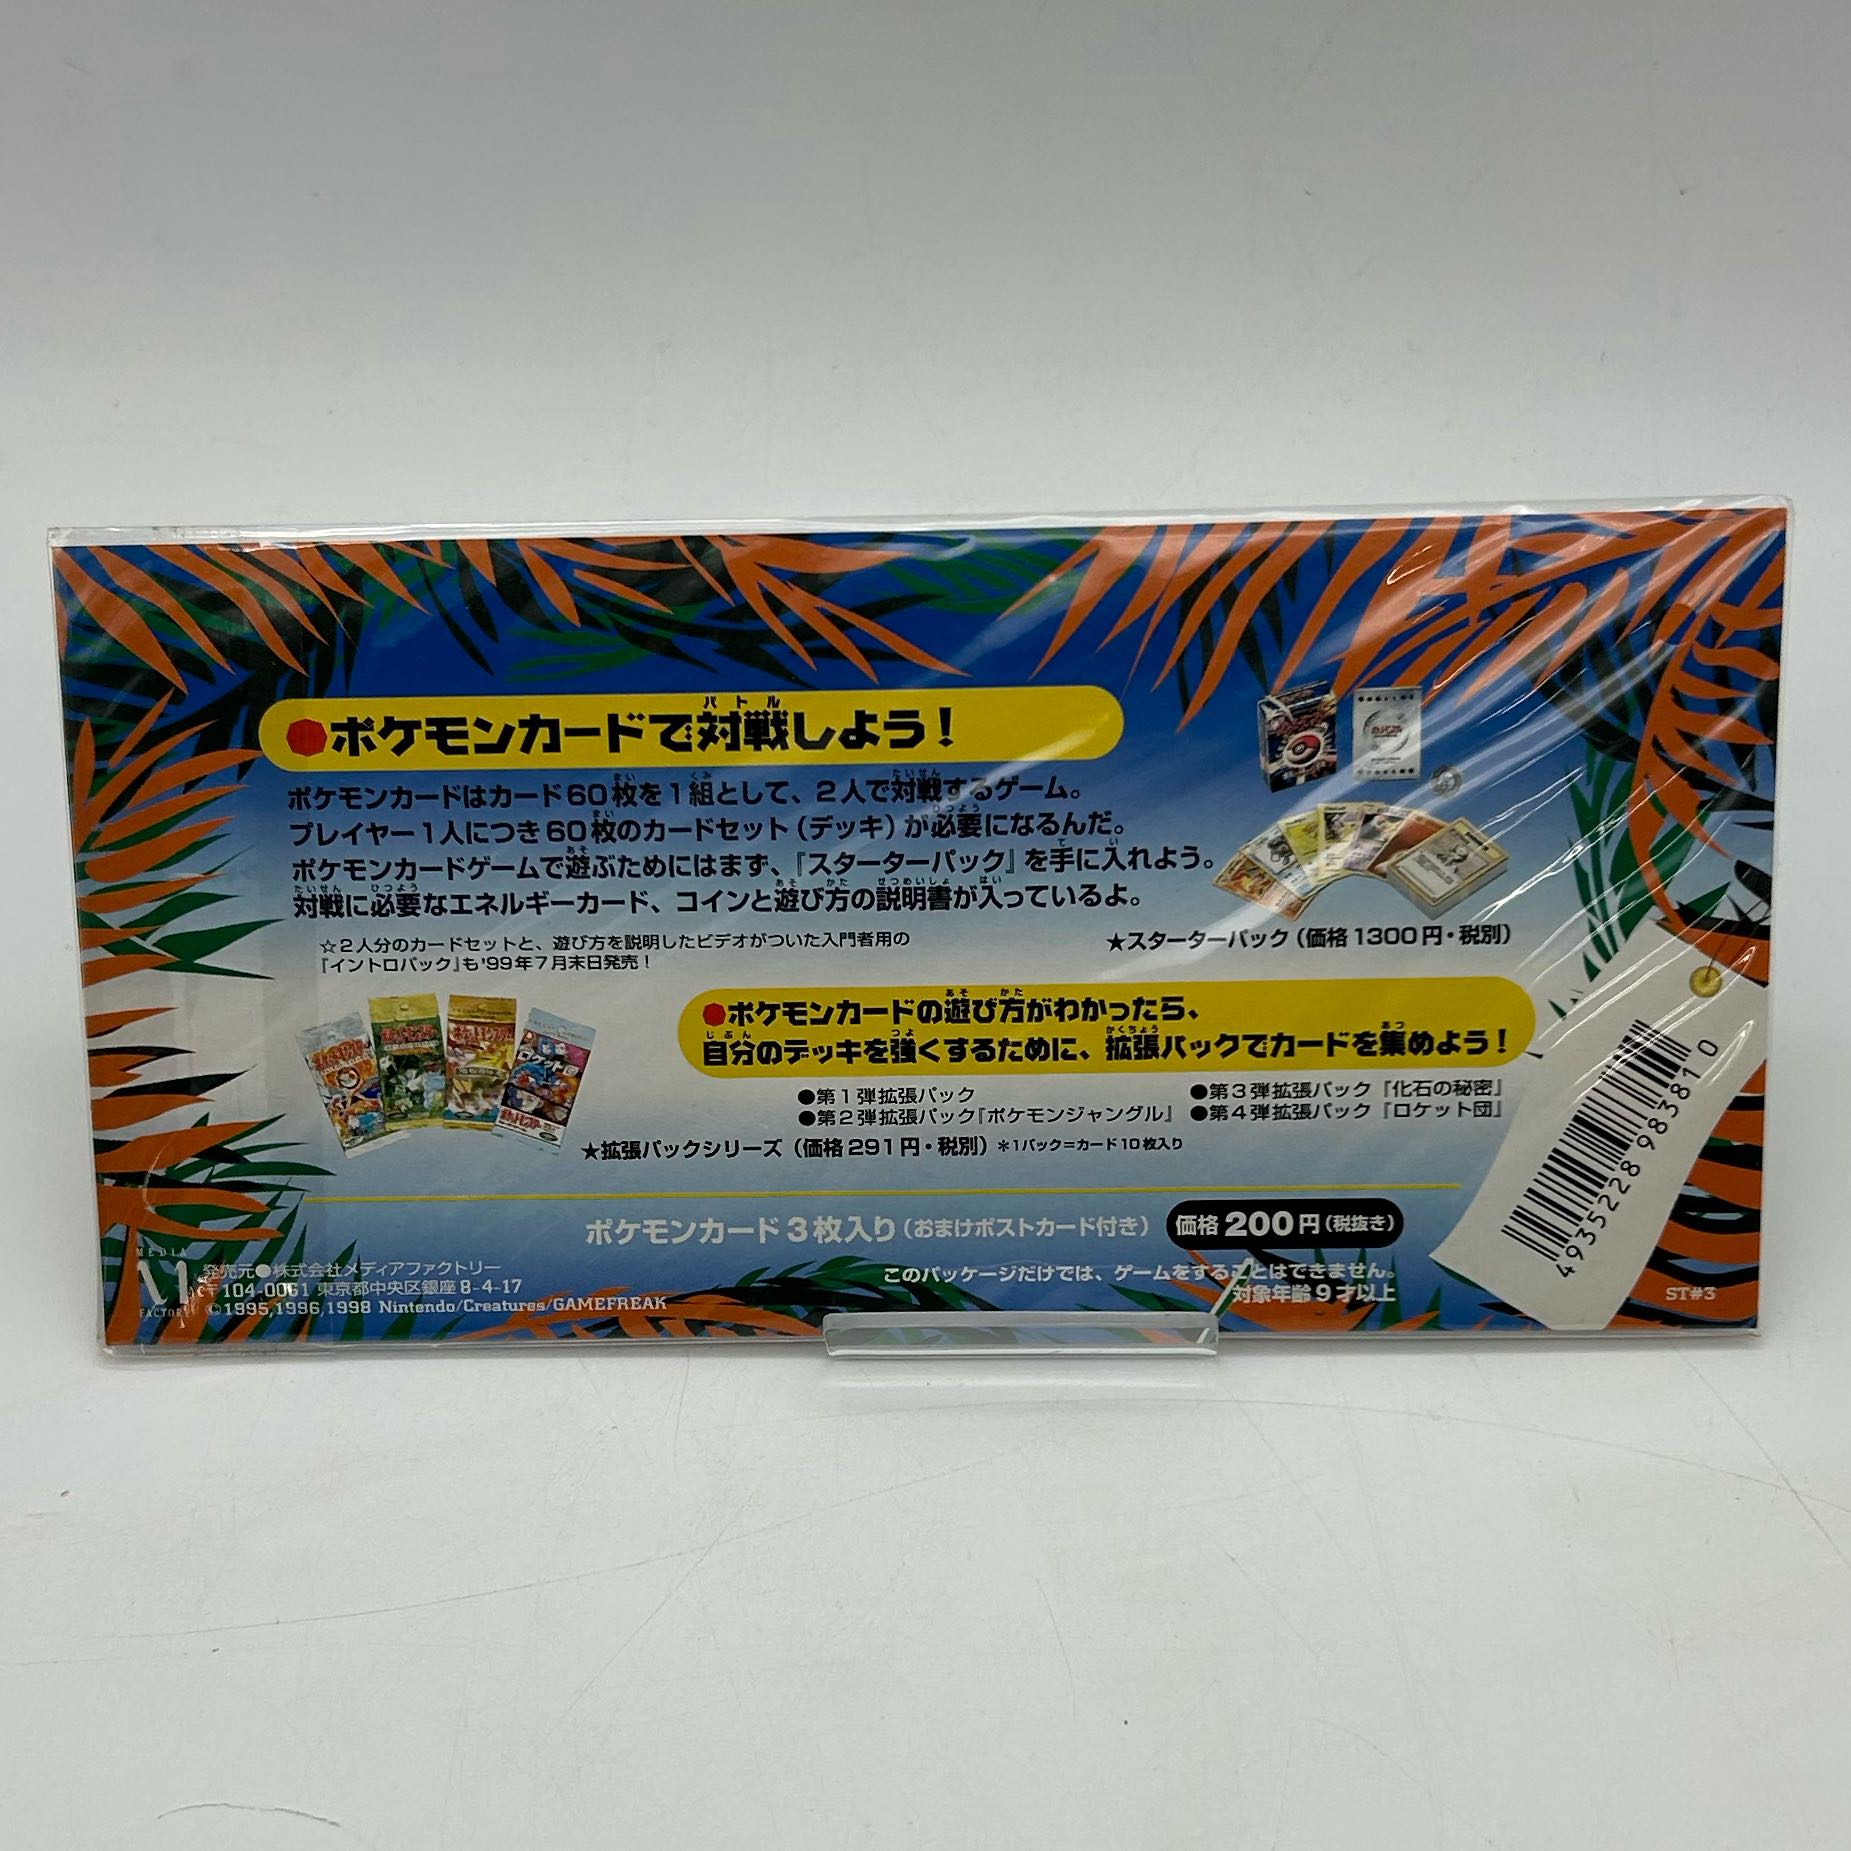 バトル
●ポケモンカードで対戦しよう！
ポケモンカードはカード60枚を1組として、2人で対戦するゲーム。
プレイヤー1人につき60枚のカードセット（デッキ）が必要になるんだ。
ポケモンカードゲームで遊ぶためにはまず、『スターターパック』を手に入れよう。
対戦に必要なエネルギーカード、コインと遊び方の説明書が入っているよ。
☆2人分のカードセットと、遊び方を説明したビデオがついた入門者用の
『イントロパック』も'99年7月末日発売！
★スターターパック（価格1300円・税別）
●ポケモンカードの遊び方がわかったら、
自分のデッキを強くするために、拡張パックでカードを集めよう！
●第1弾拡張パック
●第2弾拡張パック『ポケモンジャングル』
●第3弾拡張パック『化石の秘密』
●第4弾拡張パック『ロケット団』
★拡張パックシリーズ（価格291円・税別）＊1パック＝カード10枚入り
ポケモンカード3枚入り（おまけポストカード付き）
価格200円（税抜き）
MEDIA
FACTORY
発売元●株式会社メディアファクトリー
〒104-0061 東京都中央区銀座8-4-17
©1995,1996,1998 Nintendo/Creatures/GAMEFREAK
このパッケージだけでは、ゲームをすることはできません。
対象年齢9才以上
4935228983810
ST#3